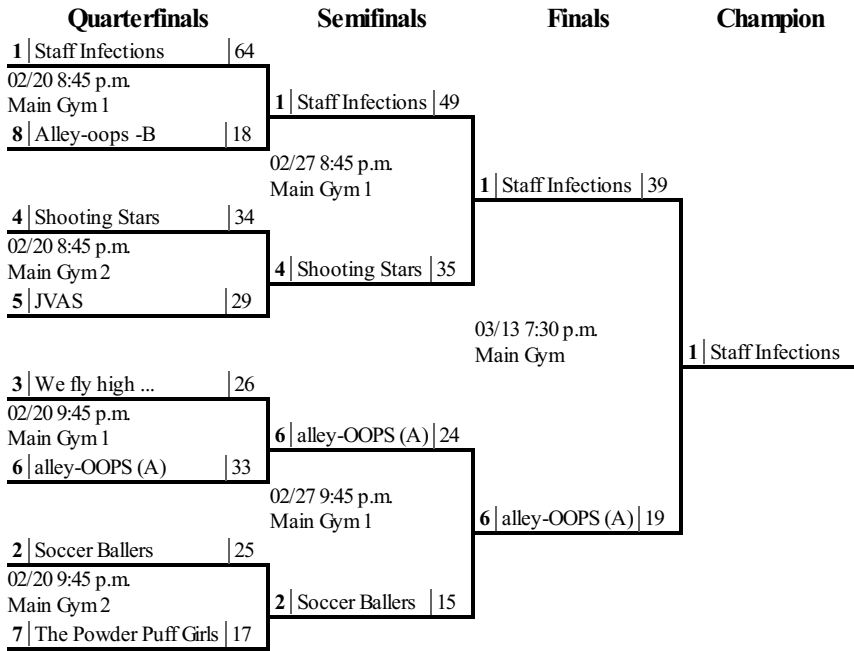 Quarterfinals Semifinals Finals Champion
1 Staff Infections 64
02/20 8:45 p.m.
Main Gym 1
8 Alley-oops -B 18
4 Shooting Stars 34
02/20 8:45 p.m.
Main Gym 2
5 JVAS 29
3 We fly high ... 26
02/20 9:45 p.m.
Main Gym 1
6 alley-OOPS (A) 33
2 Soccer Ballers 25
02/20 9:45 p.m.
Main Gym 2
7 The Powder Puff Girls 17
1 Staff Infections 49
02/27 8:45 p.m.
Main Gym 1
4 Shooting Stars 35
6 alley-OOPS (A) 24
02/27 9:45 p.m.
Main Gym 1
2 Soccer Ballers 15
1 Staff Infections 39
03/13 7:30 p.m.
Main Gym
6 alley-OOPS (A) 19
1 Staff Infections